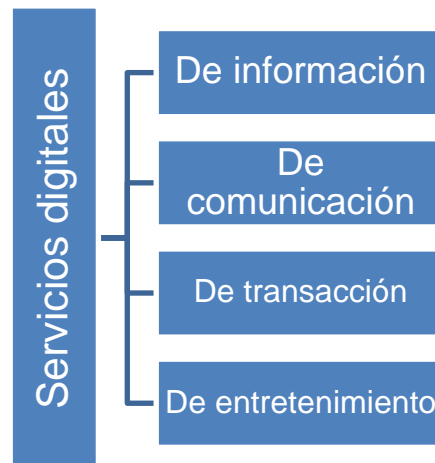 Servicios digitales
De información
De
comunicación
De transacción
De entretenimiento